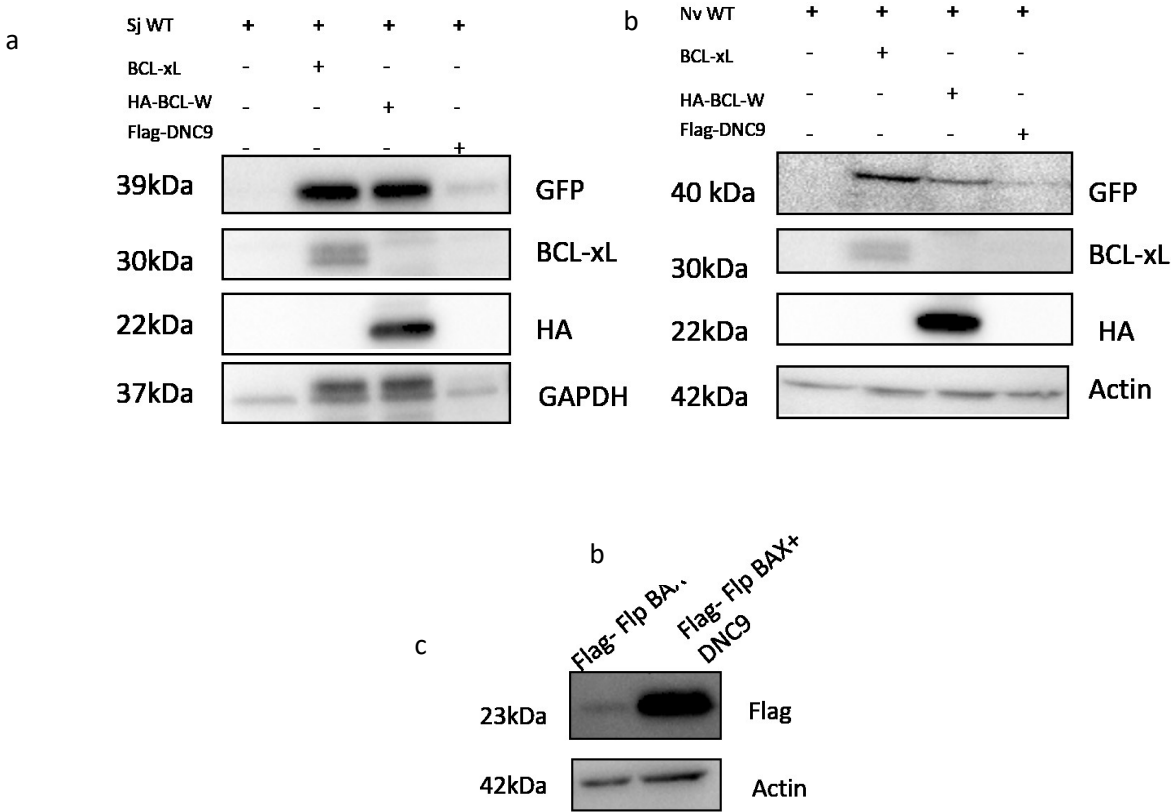 a
Sj WT + + + +
BCL-xL - + - -
HA-BCL-W - - + -
Flag-DNC9 - - - +
39kDa GFP
30kDa BCL-xL
22kDa HA
37kDa GAPDH
b
Nv WT + + + +
BCL-xL - + - -
HA-BCL-W - - + -
Flag-DNC9 - - - +
40 kDa GFP
30kDa BCL-xL
22kDa HA
42kDa Actin
b
c
Flag- Flp
Flag- Flp BAX+
DNC9
23kDa Flag
42kDa Actin